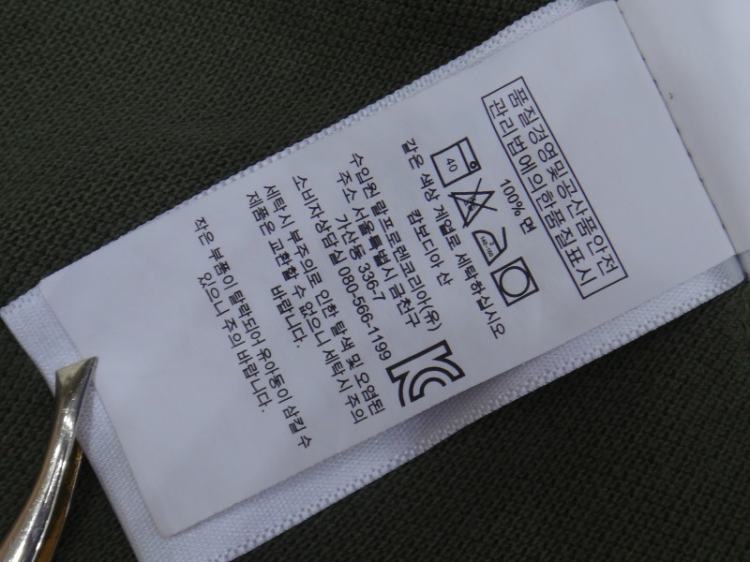 품질경영및공산품안전
관리법에의한품질표시
100% 면
40
같은 색상 계열로 세탁하십시오
캄보디아 산
수입원 랄프로렌코리아(유)
주소 서울특별시 금천구
가산동 336-7
소비자상담실 080-566-1199
세탁시 부주의로 인한 탈색 및 오염된
제품은 교환할 수 없으니 세탁시 주의
바랍니다.
작은 부품이 탈락되어 유아동이 삼킬 수
있으니 주의 바랍니다.